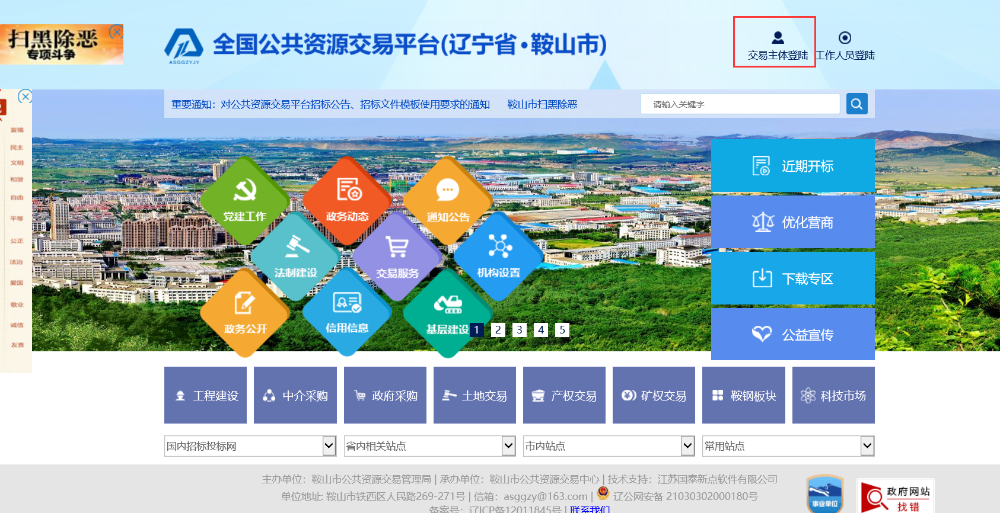 扫黑除恶
专项斗争
ASGGZYJY
全国公共资源交易平台(辽宁省·鞍山市)
交易主体登陆
工作人员登陆
重要通知：对公共资源交易平台招标公告、招标文件模板使用要求的通知
鞍山市扫黑除恶
请输入关键字
富强
民主
文明
和谐
自由
平等
公正
法治
爱国
敬业
诚信
友善
党建工作
政务动态
通知公告
法制建设
交易服务
机构设置
政务公开
信用信息
基层建设
1 2 3 4 5
近期开标
优化营商
下载专区
公益宣传
工程建设
中介采购
政府采购
土地交易
产权交易
矿权交易
鞍钢板块
科技市场
国内招标投标网
省内相关站点
市内站点
常用站点
主办单位：鞍山市公共资源交易管理局 | 承办单位：鞍山市公共资源交易中心 | 技术支持：江苏国泰新点软件有限公司
单位地址: 鞍山市铁西区人民路269-271号 | 信箱：asggzy@163.com | 辽公网安备 21030302000180号
备案号：辽ICP备12011845号 | 联系我们
事业单位
政府网站
找错